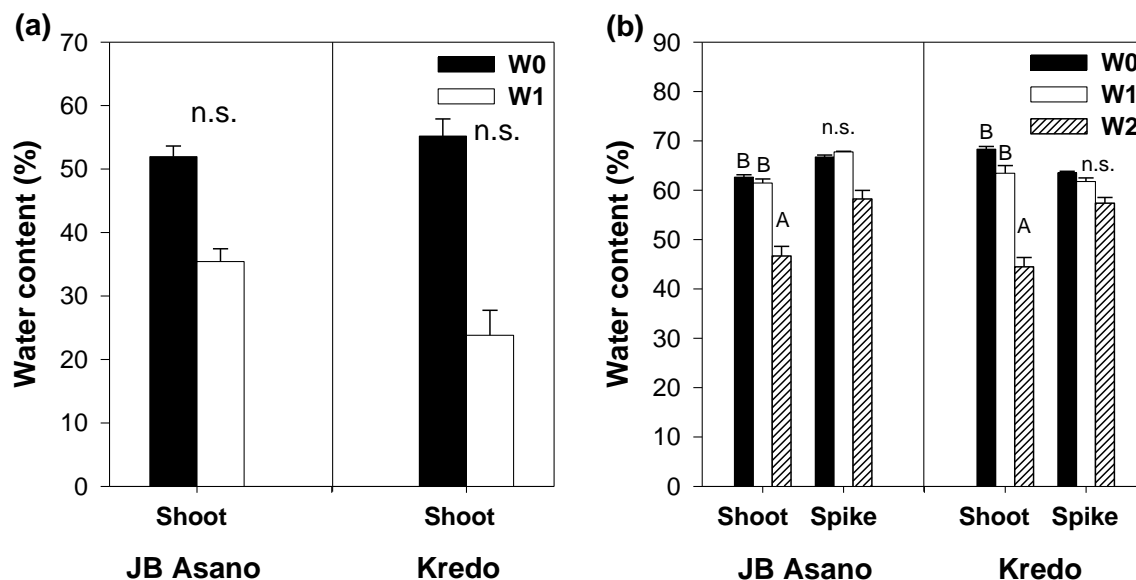 (a)
Water content (%)
70
60
50
40
30
20
10
0
W0
W1
n.s.
n.s.
Shoot
Shoot
JB Asano
Kredo
(b)
Water content (%)
90
80
70
60
50
40
30
20
10
0
W0
W1
W2
B B
A
n.s.
B
B
A
n.s.
Shoot Spike
Shoot Spike
JB Asano
Kredo